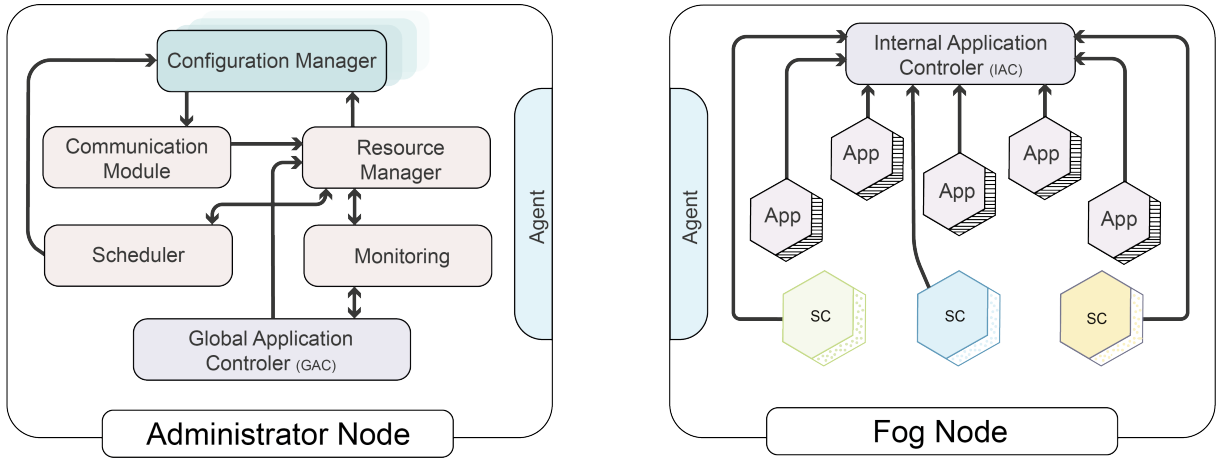 Configuration Manager
Communication
Module
Resource
Manager
Scheduler
Monitoring
Global Application
Controler (GAC)
Agent
Administrator Node
Internal Application
Controler (IAC)
Agent
App
App
App
App
App
SC
SC
SC
Fog Node